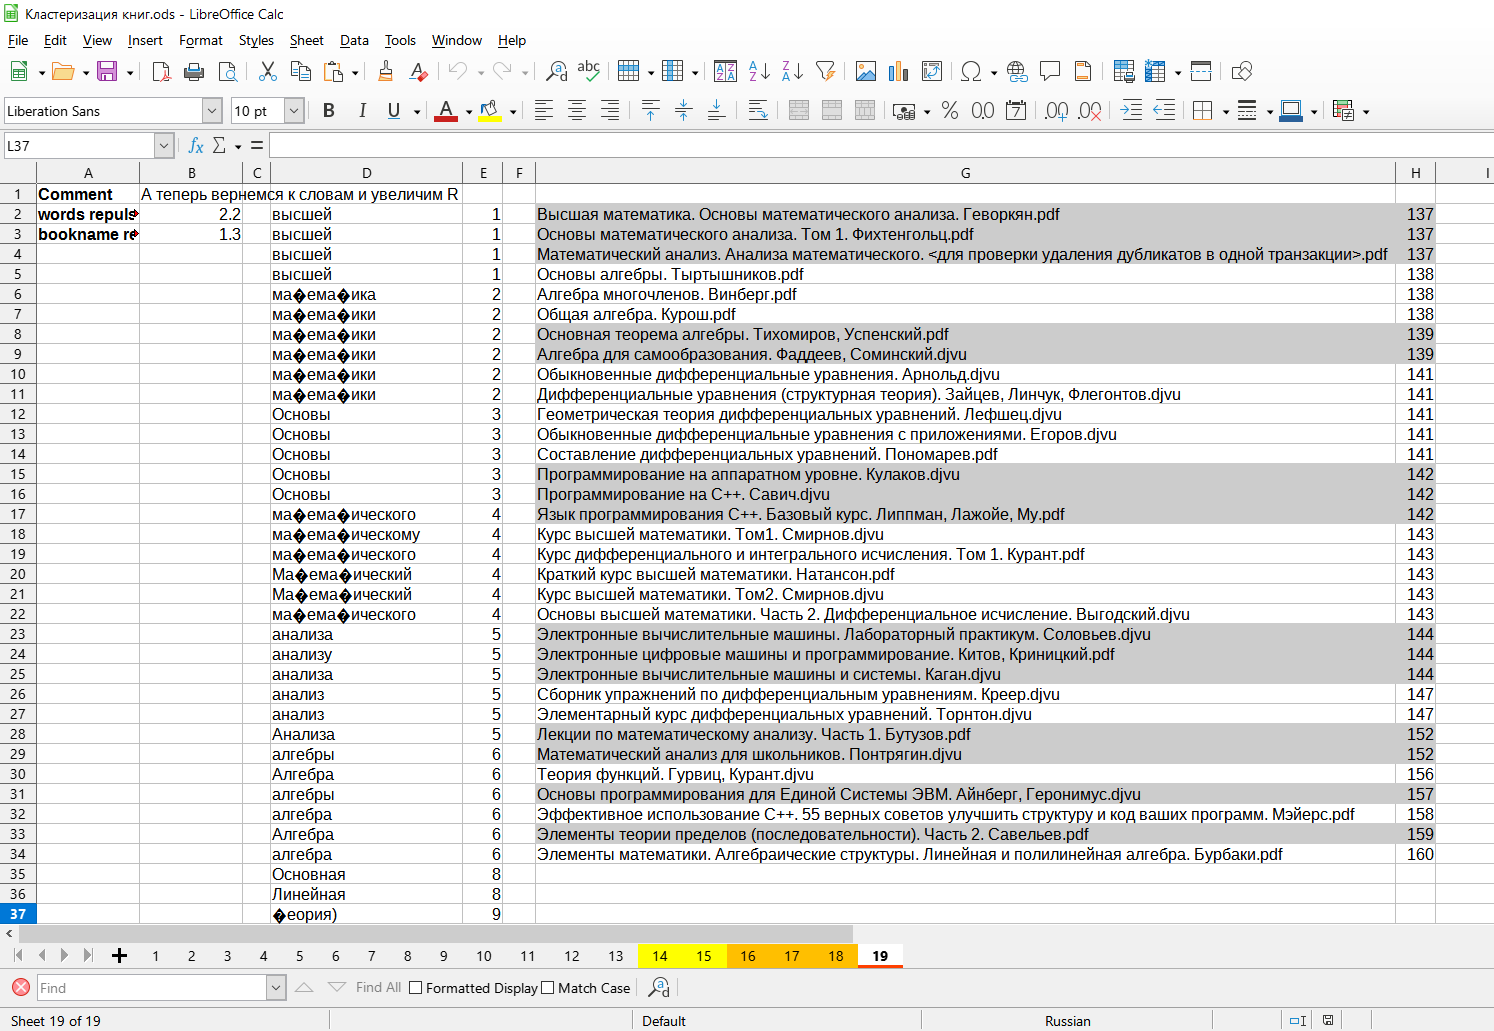 Кластеризация книг.ods - LibreOffice Calc
File Edit View Insert Format Styles Sheet Data Tools Window Help
Liberation Sans 10 pt
L37
A B C D E F G H I
1 Comment А теперь вернемся к словам и увеличим R
2 words repuls 2.2 высшей 1 Высшая математика. Основы математического анализа. Геворкян.pdf 137
3 bookname re 1.3 высшей 1 Основы математического анализа. Том 1. Фихтенгольц.pdf 137
4 высшей 1 Математический анализ. Анализа математического. <для проверки удаления дубликатов в одной транзакции>.pdf 137
5 высшей 1 Основы алгебры. Тыртышников.pdf 138
6 ма�ема�ика 2 Алгебра многочленов. Винберг.pdf 138
7 ма�ема�ики 2 Общая алгебра. Курош.pdf 138
8 ма�ема�ики 2 Основная теорема алгебры. Тихомиров, Успенский.pdf 139
9 ма�ема�ики 2 Алгебра для самообразования. Фаддеев, Соминский.djvu 139
10 ма�ема�ики 2 Обыкновенные дифференциальные уравнения. Арнольд.djvu 141
11 ма�ема�ики 2 Дифференциальные уравнения (структурная теория). Зайцев, Линчук, Флегонтов.djvu 141
12 Основы 3 Геометрическая теория дифференциальных уравнений. Лефшец.djvu 141
13 Основы 3 Обыкновенные дифференциальные уравнения с приложениями. Егоров.djvu 141
14 Основы 3 Составление дифференциальных уравнений. Пономарев.pdf 141
15 Основы 3 Программирование на аппаратном уровне. Кулаков.djvu 142
16 Основы 3 Программирование на C++. Савич.djvu 142
17 ма�ема�ического 4 Язык программирования C++. Базовый курс. Липпман, Лажойе, Му.pdf 142
18 ма�ема�ическому 4 Курс высшей математики. Том1. Смирнов.djvu 143
19 ма�ема�ического 4 Курс дифференциального и интегрального исчисления. Том 1. Курант.pdf 143
20 Ма�ема�ический 4 Краткий курс высшей математики. Натансон.pdf 143
21 Ма�ема�ический 4 Курс высшей математики. Том2. Смирнов.djvu 143
22 ма�ема�ического 4 Основы высшей математики. Часть 2. Дифференциальное исчисление. Выгодский.djvu 143
23 анализа 5 Электронные вычислительные машины. Лабораторный практикум. Соловьев.djvu 144
24 анализу 5 Электронные цифровые машины и программирование. Китов, Криницкий.pdf 144
25 анализа 5 Электронные вычислительные машины и системы. Каган.djvu 144
26 анализ 5 Сборник упражнений по дифференциальным уравнениям. Креер.djvu 147
27 анализ 5 Элементарный курс дифференциальных уравнений. Торнтон.djvu 147
28 Анализа 5 Лекции по математическому анализу. Часть 1. Бутузов.pdf 152
29 алгебры 6 Математический анализ для школьников. Понтрягин.djvu 152
30 Алгебра 6 Теория функций. Гурвиц, Курант.djvu 156
31 алгебры 6 Основы программирования для Единой Системы ЭВМ. Айнберг, Геронимус.djvu 157
32 алгебра 6 Эффективное использование C++. 55 верных советов улучшить структуру и код ваших программ. Мэйерс.pdf 158
33 Алгебра 6 Элементы теории пределов (последовательности). Часть 2. Савельев.pdf 159
34 алгебра 6 Элементы математики. Алгебраические структуры. Линейная и полилинейная алгебра. Бурбаки.pdf 160
35 Основная 8
36 Линейная 8
37 �еория) 9
1 2 3 4 5 6 7 8 9 10 11 12 13 14 15 16 17 18 19
Find Find All Formatted Display Match Case
Sheet 19 of 19 Default Russian